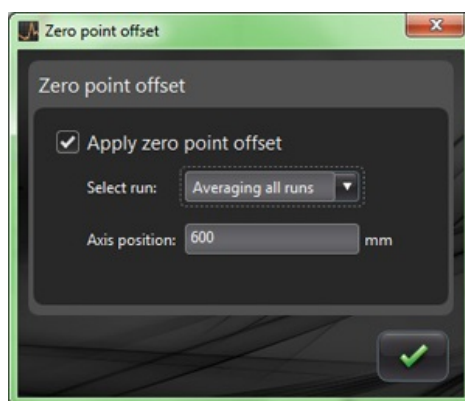 Zero point offset
Zero point offset
Apply zero point offset
Select run: Averaging all runs
Axis position: 600 mm